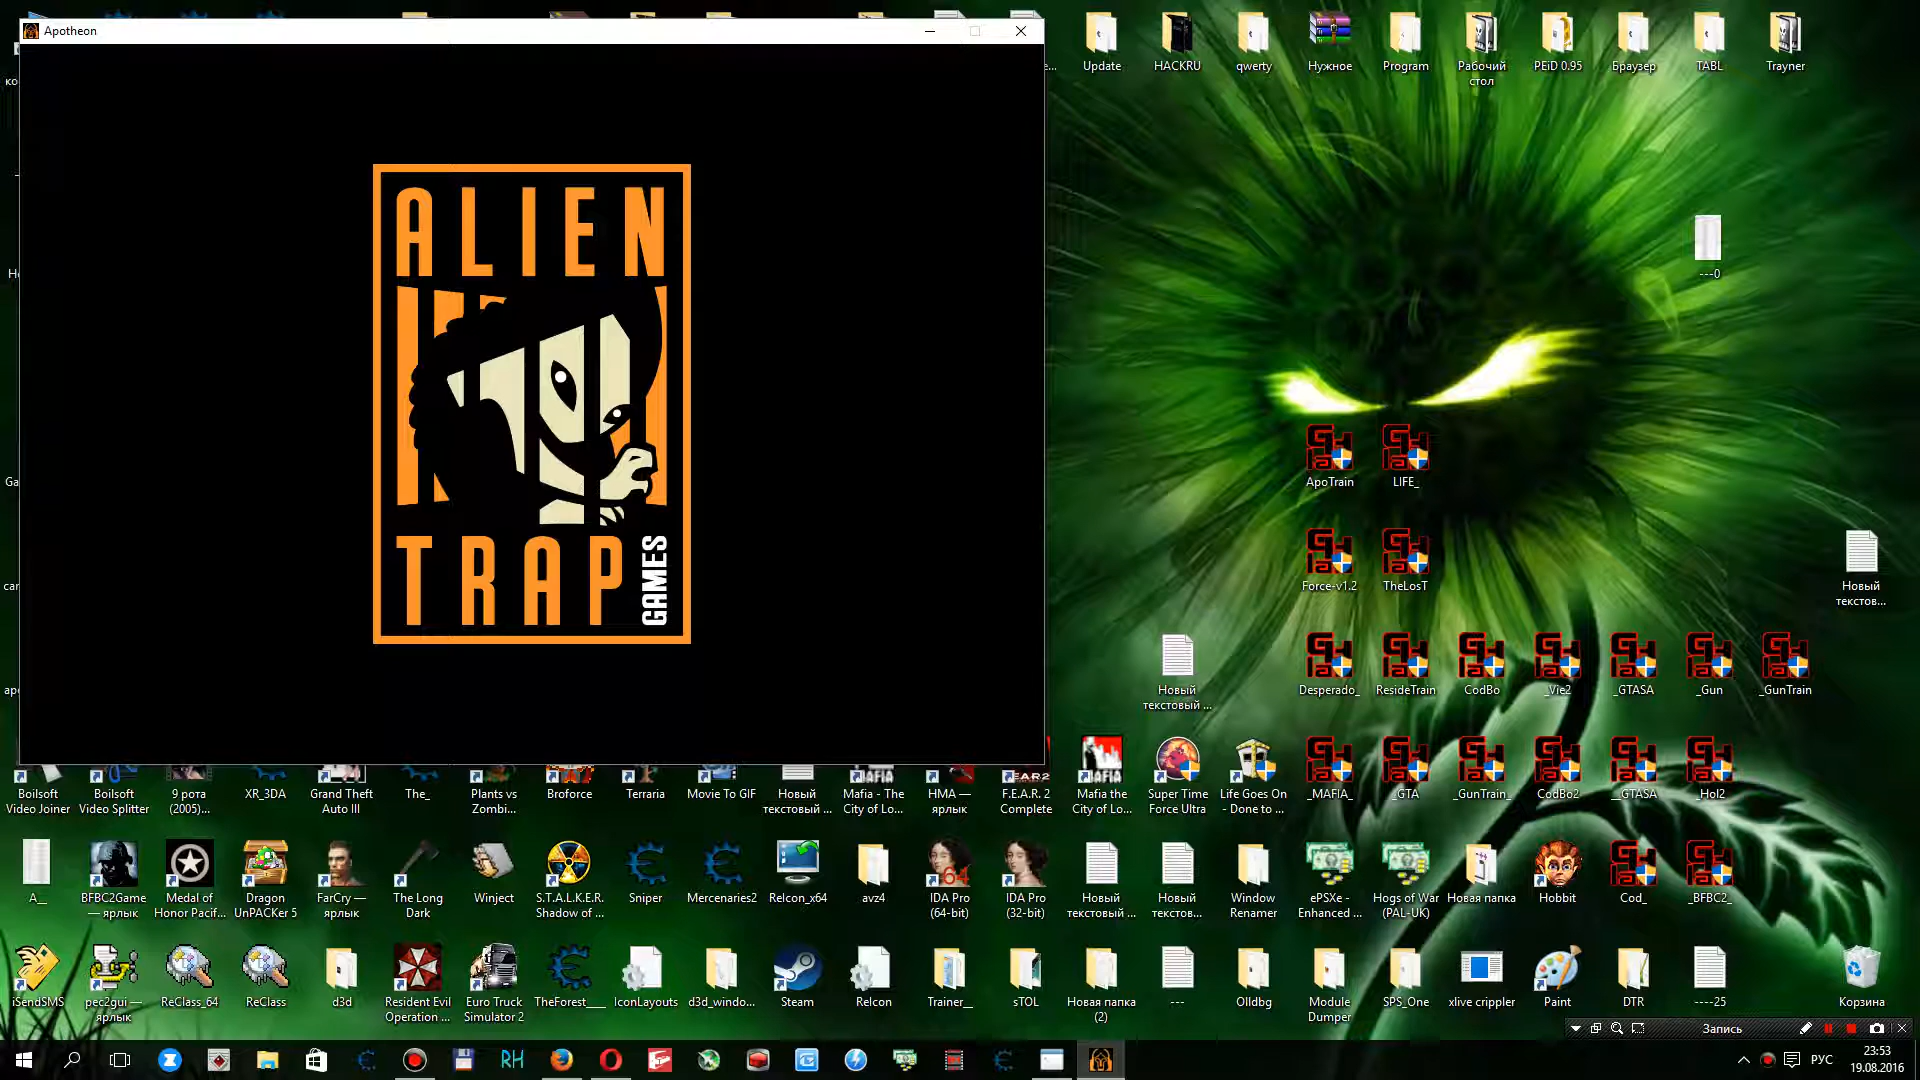 Apotheon
ALIEN
TRAP
GAMES
Update
HACKRU
qwerty
Нужное
Program
Рабочий
стол
PEiD 0.95
Браузер
TABL
Trayner
---0
ApoTrain
LIFE_
Force-v1.2
TheLosT
Новый
текстов...
Новый
текстовый ...
Desperado_
ResideTrain
CodBo
_Vie2
_GTASA
_Gun
_GunTrain
Boilsoft
Video Joiner
Boilsoft
Video Splitter
9 рота
(2005)...
XR_3DA
Grand Theft
Auto III
The_
Plants vs
Zombi...
Broforce
Terraria
Movie To GIF
Новый
текстовый ...
Mafia - The
City of Lo...
HMA —
ярлык
F.E.A.R. 2
Complete
Mafia the
City of Lo...
Super Time
Force Ultra
Life Goes On
- Done to ...
_MAFIA_
_GTA
_GunTrain_
CodBo2
__GTASA
_Hol2
A__
BFBC2Game
— ярлык
Medal of
Honor Pacif...
Dragon
UnPACKer 5
FarCry —
ярлык
The Long
Dark
Winject
S.T.A.L.K.E.R.
Shadow of ...
Sniper
Mercenaries2
ReIcon_x64
avz4
IDA Pro
(64-bit)
IDA Pro
(32-bit)
Новый
текстовый ...
Новый
текстов...
Window
Renamer
ePSXe -
Enhanced ...
Hogs of War
(PAL-UK)
Новая папка
Hobbit
Cod_
_BFBC2_
iSendSMS
pec2gui —
ярлык
ReClass_64
ReClass
d3d
Resident Evil
Operation ...
Euro Truck
Simulator 2
TheForest____
IconLayouts
d3d_windo...
Steam
ReIcon
Trainer__
sTOL
Новая папка
(2)
---
Olldbg
Module
Dumper
SPS_One
xlive crippler
Paint
DTR
----25
Корзина
Запись
РУС
23:53
19.08.2016